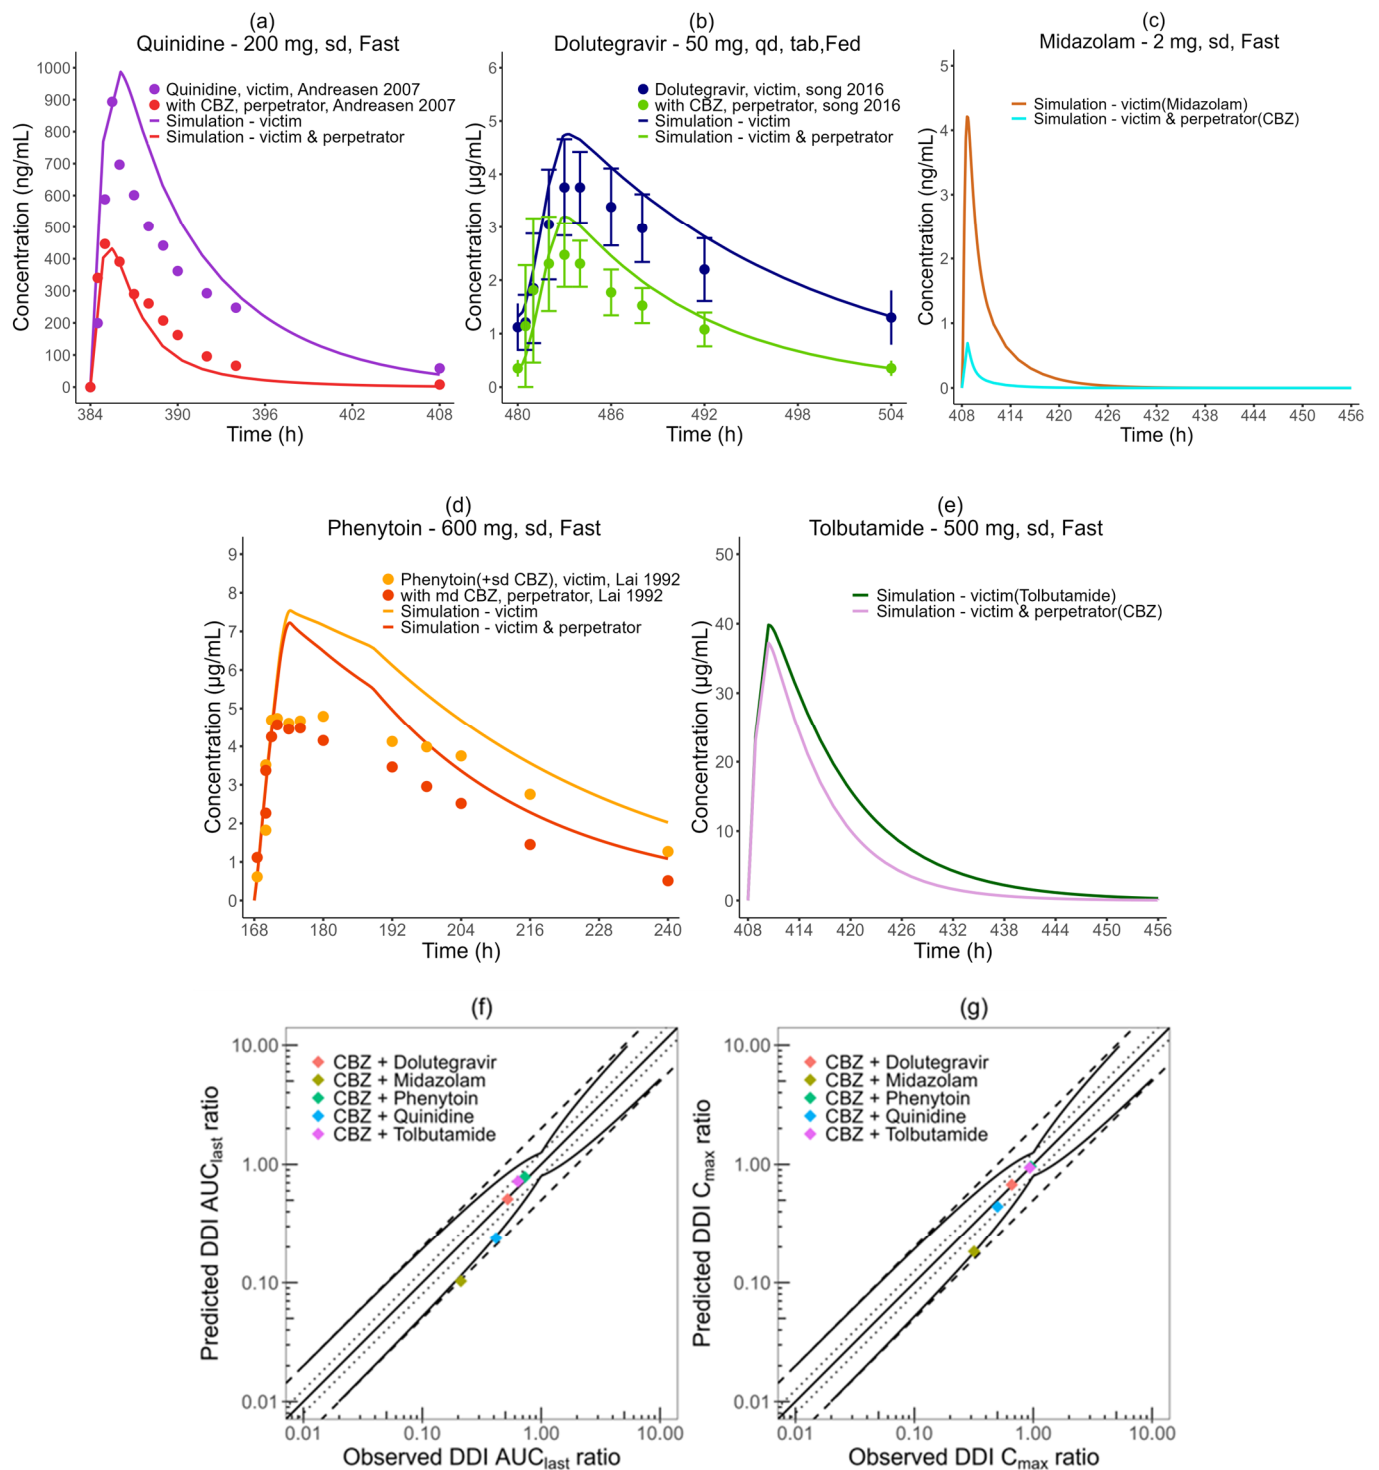 (a)
Quinidine - 200 mg, sd, Fast
Concentration (ng/mL)
1000
900
800
700
600
500
400
300
200
100
0
Quinidine, victim, Andreasen 2007
with CBZ, perpetrator, Andreasen 2007
Simulation - victim
Simulation - victim & perpetrator
384 390 396 402 408
Time (h)
(b)
Dolutegravir - 50 mg, qd, tab,Fed
Concentration (µg/mL)
6
5
4
3
2
1
0
Dolutegravir, victim, song 2016
with CBZ, perpetrator, song 2016
Simulation - victim
Simulation - victim & perpetrator
480 486 492 498 504
Time (h)
(c)
Midazolam - 2 mg, sd, Fast
Concentration (ng/mL)
5
4
3
2
1
0
Simulation - victim(Midazolam)
Simulation - victim & perpetrator(CBZ)
408 414 420 426 432 438 444 450 456
Time (h)
(d)
Phenytoin - 600 mg, sd, Fast
Concentration (µg/mL)
9
8
7
6
5
4
3
2
1
0
Phenytoin(+sd CBZ), victim, Lai 1992
with md CBZ, perpetrator, Lai 1992
Simulation - victim
Simulation - victim & perpetrator
168 180 192 204 216 228 240
Time (h)
(e)
Tolbutamide - 500 mg, sd, Fast
Concentration (µg/mL)
50
40
30
20
10
0
Simulation - victim(Tolbutamide)
Simulation - victim & perpetrator(CBZ)
408 414 420 426 432 438 444 450 456
Time (h)
(f)
Predicted DDI AUClast ratio
10.00
1.00
0.10
0.01
CBZ + Dolutegravir
CBZ + Midazolam
CBZ + Phenytoin
CBZ + Quinidine
CBZ + Tolbutamide
0.01 0.10 1.00 10.00
Observed DDI AUClast ratio
(g)
Predicted DDI Cmax ratio
10.00
1.00
0.10
0.01
CBZ + Dolutegravir
CBZ + Midazolam
CBZ + Phenytoin
CBZ + Quinidine
CBZ + Tolbutamide
0.01 0.10 1.00 10.00
Observed DDI Cmax ratio